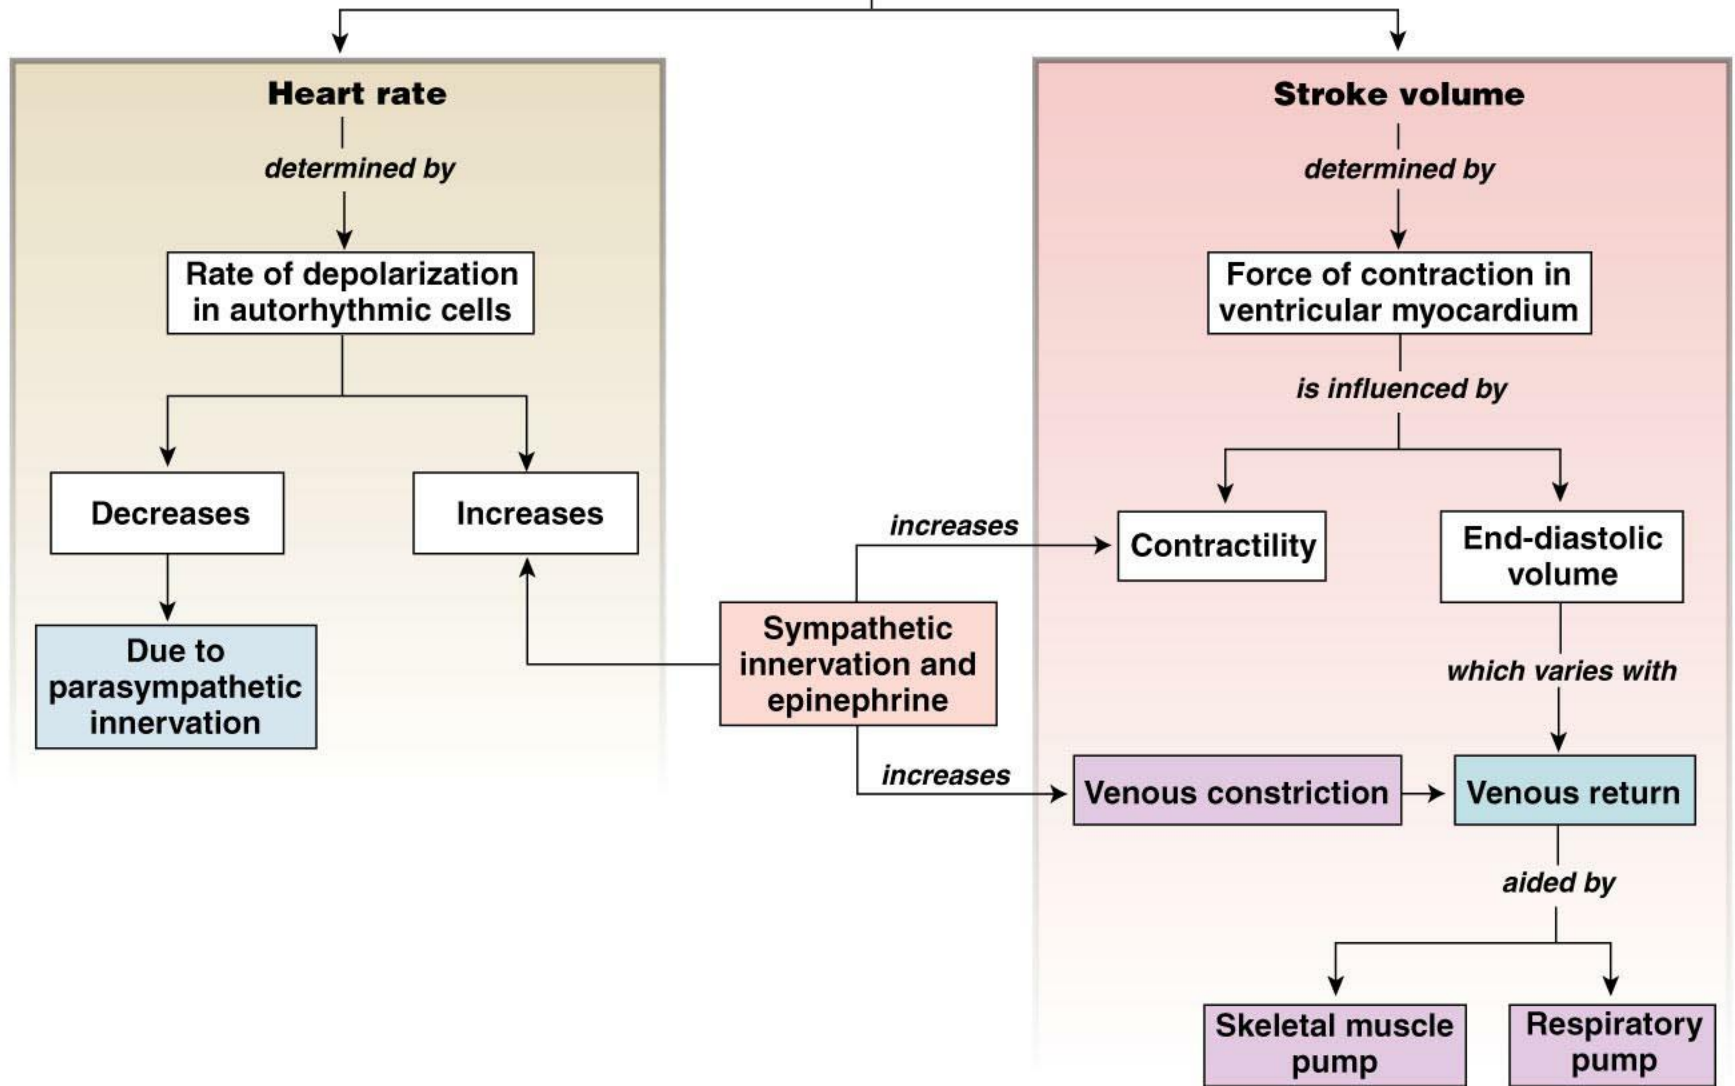 Heart rate
determined by
Rate of depolarization
in autorhythmic cells
Decreases
Increases
Due to
parasympathetic
innervation
Sympathetic
innervation and
epinephrine
increases
increases
Stroke volume
determined by
Force of contraction in
ventricular myocardium
is influenced by
Contractility
End-diastolic
volume
which varies with
Venous constriction
Venous return
aided by
Skeletal muscle
pump
Respiratory
pump